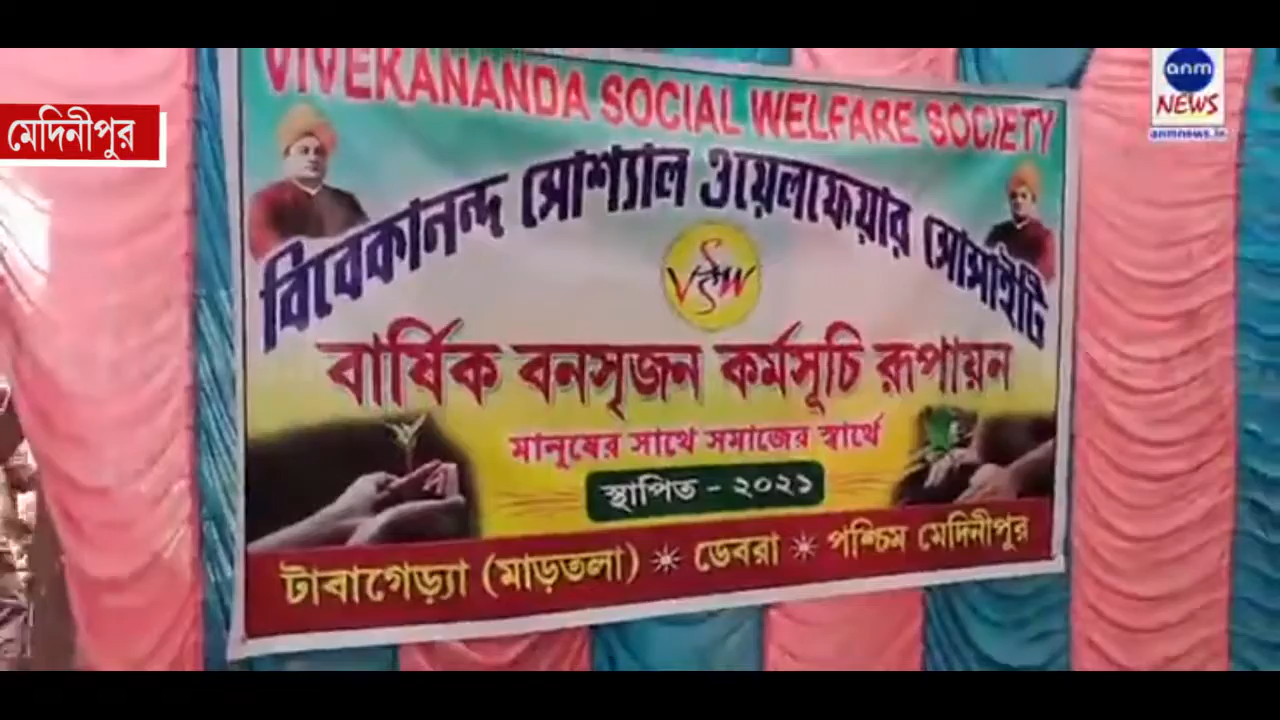 anm
NEWS
anmnews.in
মেদিনীপুর
VIVEKANANDA SOCIAL WELFARE SOCIETY
বিবেকানন্দ সোশ্যাল ওয়েলফেয়ার সোসাইটি
VSSW
বার্ষিক বনসৃজন কর্মসূচি রূপায়ন
মানুষের সাথে সমাজের স্বার্থে
স্থাপিত - ২০২১
টাবাগেড়্যা (মাড়তলা) ✳ ডেবরা ✳ পশ্চিম মেদিনীপুর